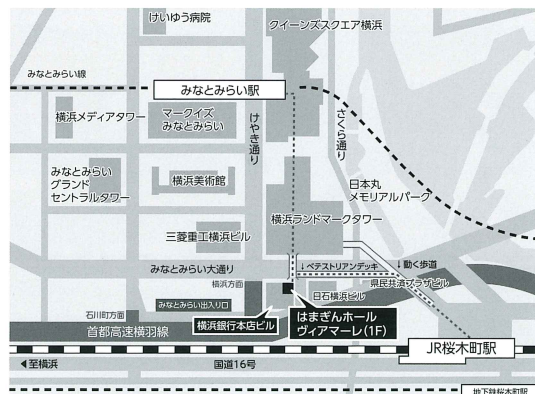 けいゆう病院
クイーンズスクエア横浜
みなとみらい線
みなとみらい駅
横浜メディアタワー
マークイズ
みなとみらい
けやき通り
さくら通り
みなとみらい
グランド
セントラルタワー
横浜美術館
日本丸
メモリアルパーク
三菱重工横浜ビル
横浜ランドマークタワー
みなとみらい大通り
↓ペデストリアンデッキ
↓動く歩道
横浜方面
日石横浜ビル
県民共済プラザビル
石川町方面
みなとみらい出入り口
首都高速横羽線
横浜銀行本店ビル
はまぎんホール
ヴィアマーレ(1F)
JR桜木町駅
◀至横浜
国道16号
地下鉄桜木町駅